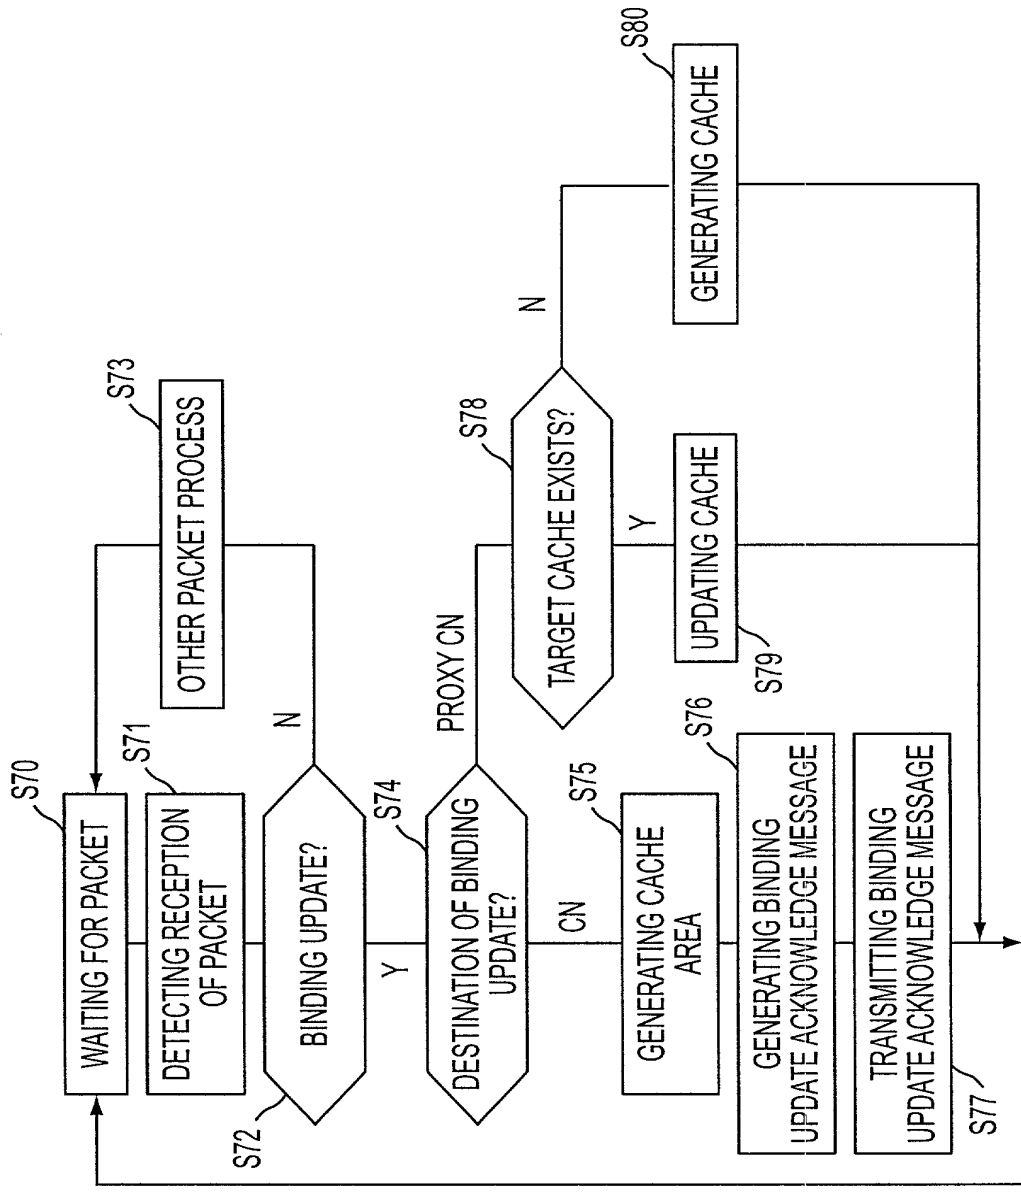 S70
WAITING FOR PACKET
S71
DETECTING RECEPTION
OF PACKET
S72
BINDING UPDATE?
N
S73
OTHER PACKET PROCESS
Y
S74
DESTINATION OF BINDING
UPDATE?
PROXY CN
CN
S75
GENERATING CACHE
AREA
S76
GENERATING BINDING
UPDATE ACKNOWLEDGE MESSAGE
TRANSMITTING BINDING
UPDATE ACKNOWLEDGE MESSAGE
S77
S78
TARGET CACHE EXISTS?
N
Y
UPDATING CACHE
S79
S80
GENERATING CACHE